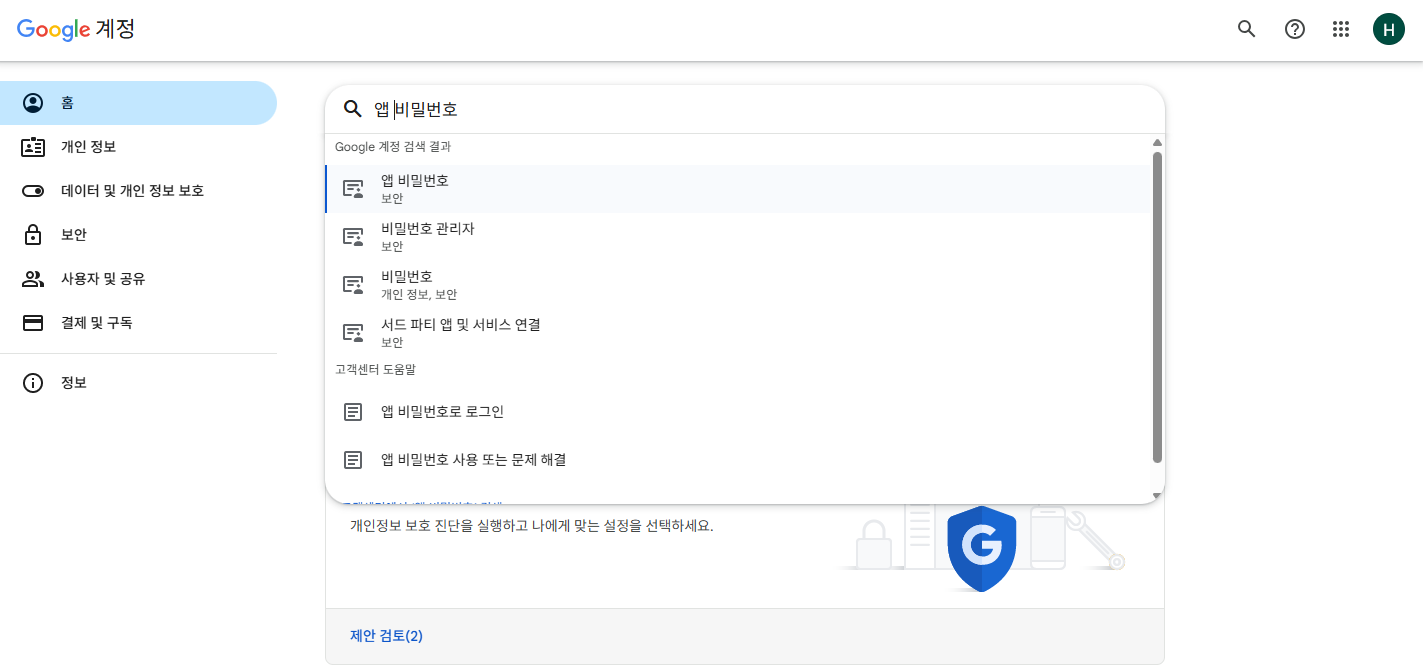 Google 계정
H
홈
개인 정보
데이터 및 개인 정보 보호
보안
사용자 및 공유
결제 및 구독
정보
앱 비밀번호
Google 계정 검색 결과
앱 비밀번호
보안
비밀번호 관리자
보안
비밀번호
개인 정보, 보안
서드 파티 앱 및 서비스 연결
보안
고객센터 도움말
앱 비밀번호로 로그인
앱 비밀번호 사용 또는 문제 해결
개인정보 보호 진단을 실행하고 나에게 맞는 설정을 선택하세요.
G
제안 검토(2)